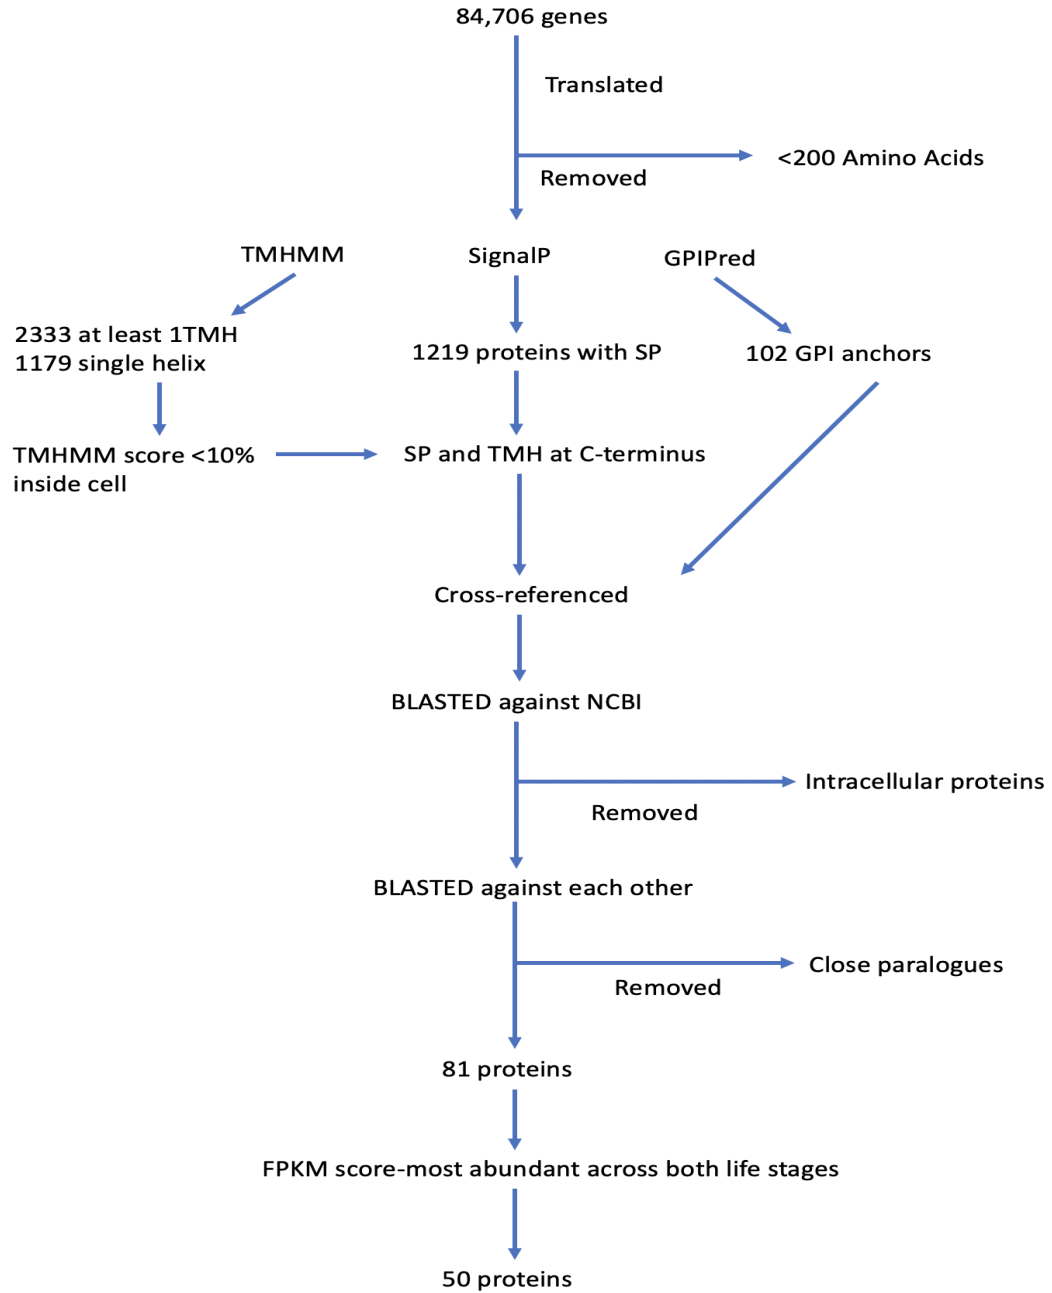 84,706 genes
Translated
<200 Amino Acids
Removed
TMHMM
SignalP
GPIPred
2333 at least 1TMH
1179 single helix
1219 proteins with SP
102 GPI anchors
TMHMM score <10%
inside cell
SP and TMH at C-terminus
Cross-referenced
BLASTED against NCBI
Intracellular proteins
Removed
BLASTED against each other
Close paralogues
Removed
81 proteins
FPKM score-most abundant across both life stages
50 proteins